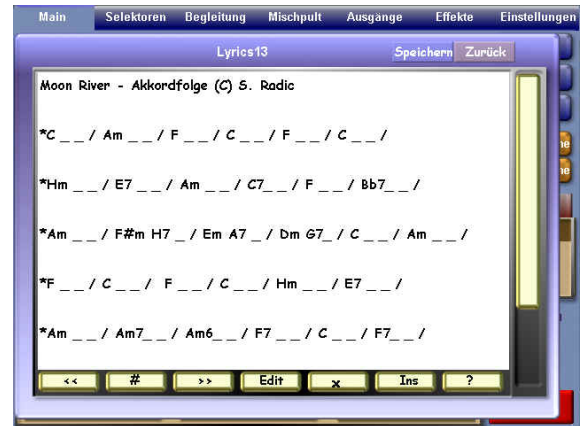 Main Selektoren Begleitung Mischpult Ausgänge Effekte Einstellungen
Lyrics13 Speichern Zurück
Moon River - Akkordfolge (C) S. Radic
*C _ _ / Am _ _ / F _ _ / C _ _ / F _ _ / C _ _ /
*Hm _ _ / E7 _ _ / Am _ _ / C7_ _ / F _ _ / Bb7_ _ /
*Am _ _ / F#m H7 _ / Em A7 _ / Dm G7_ / C _ _ / Am _ _ /
*F _ _ / C _ _ / F _ _ / C _ _ / Hm _ _ / E7 _ _ /
*Am _ _ / Am7_ _ / Am6_ _ / F7 _ _ / C _ _ / F7_ _ /
<< # >> Edit x Ins ?